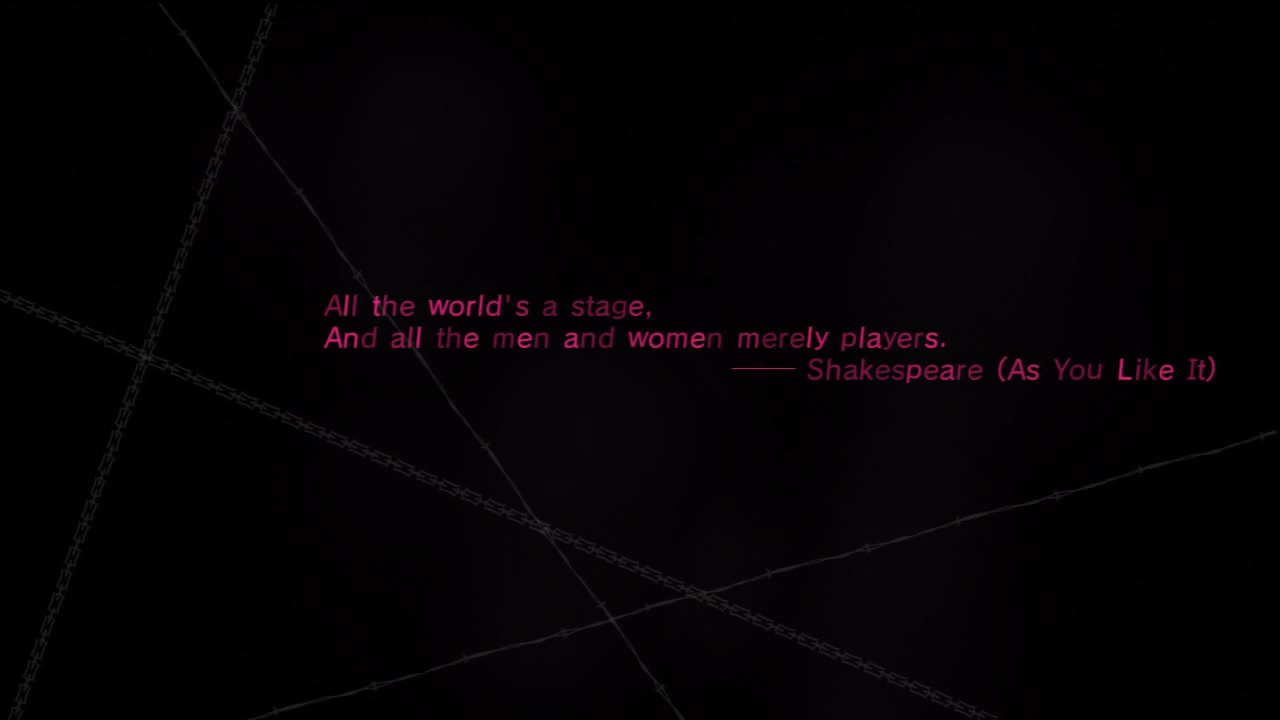 All the world's a stage,
And all the men and women merely players.
—— Shakespeare (As You Like It)